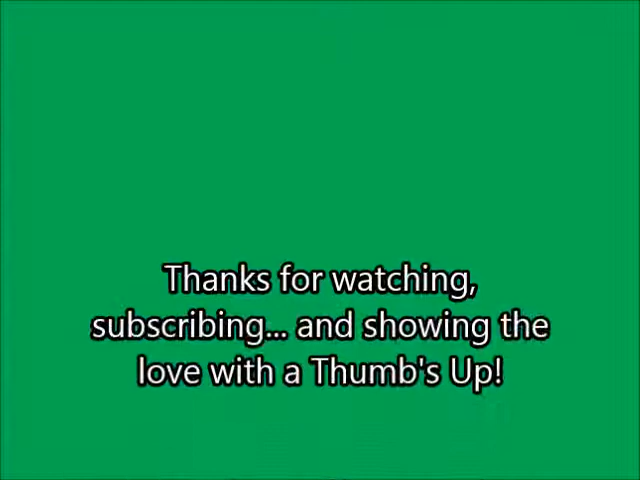 Thanks for watching,
subscribing... and showing the
love with a Thumb's Up!